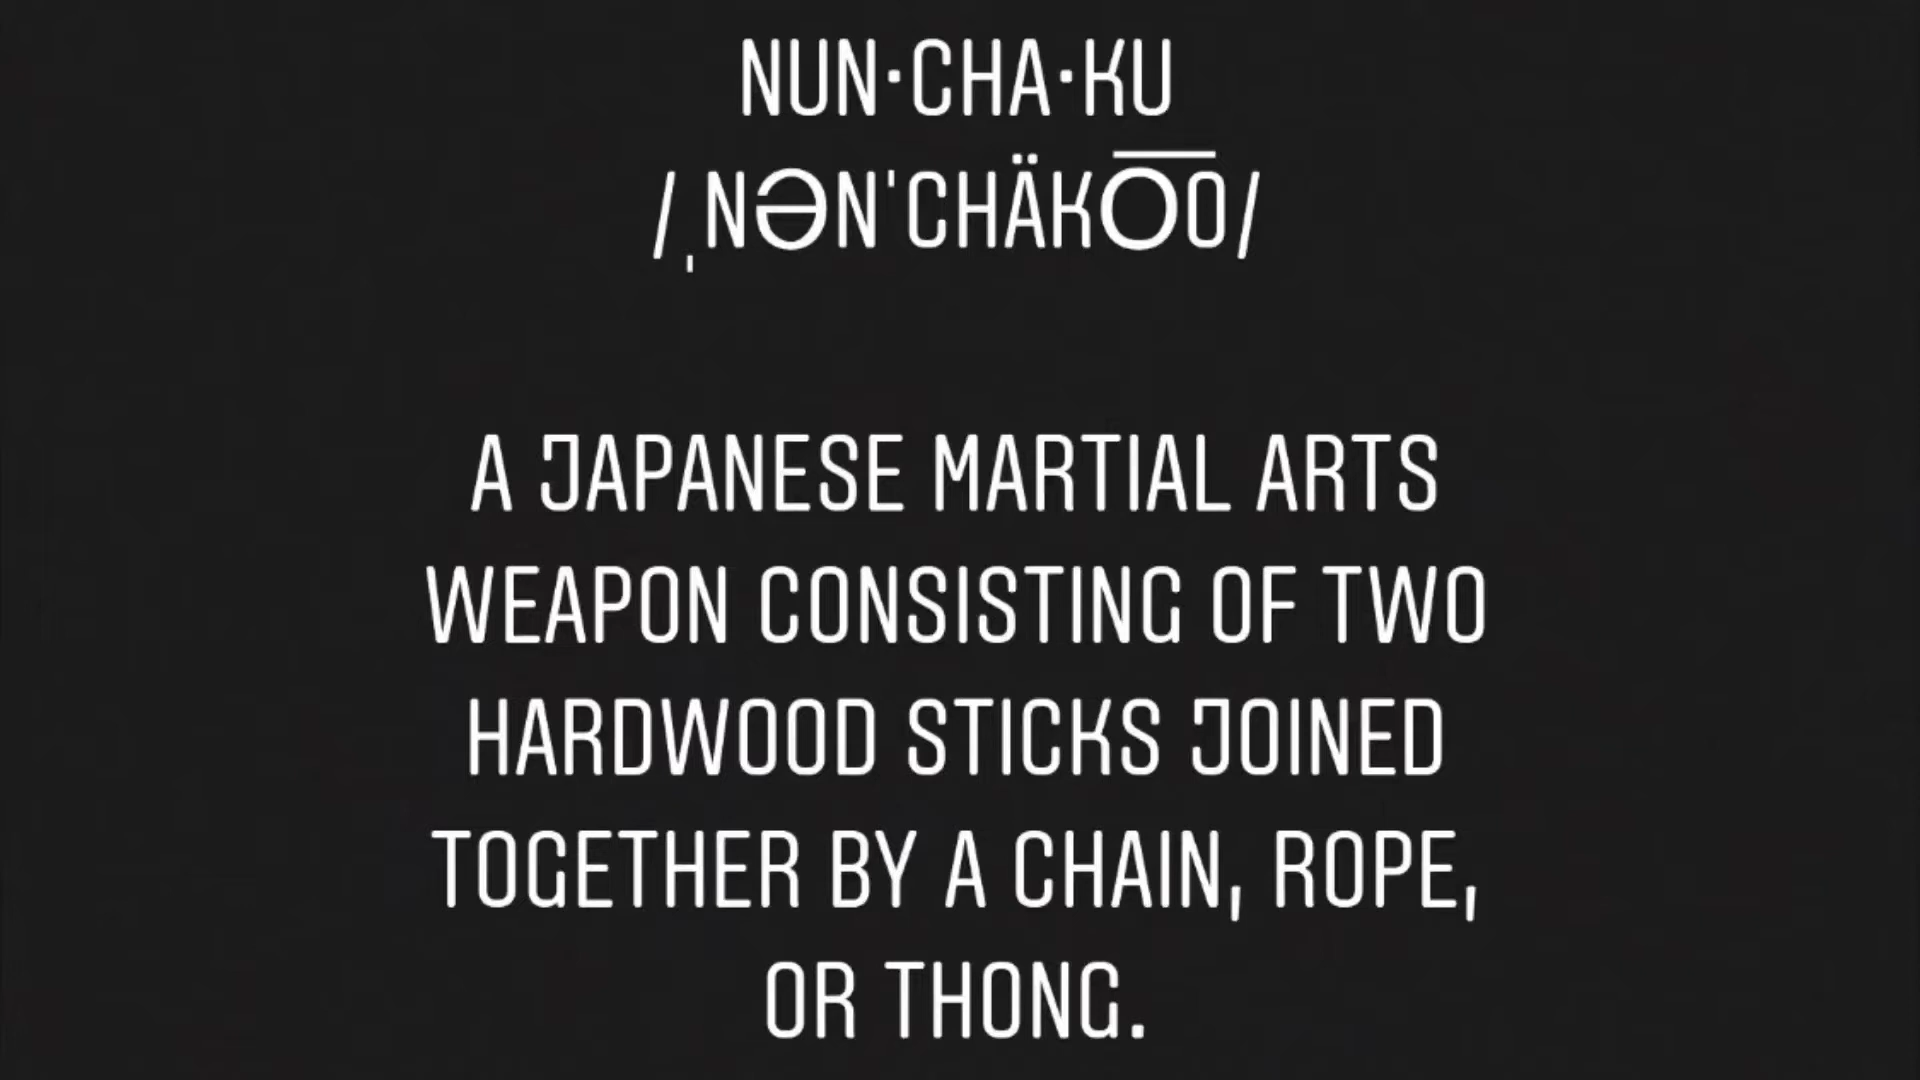 NUN·CHA·KU
/ˌNƏN'CHÄKO͞O/
A JAPANESE MARTIAL ARTS
WEAPON CONSISTING OF TWO
HARDWOOD STICKS JOINED
TOGETHER BY A CHAIN, ROPE,
OR THONG.